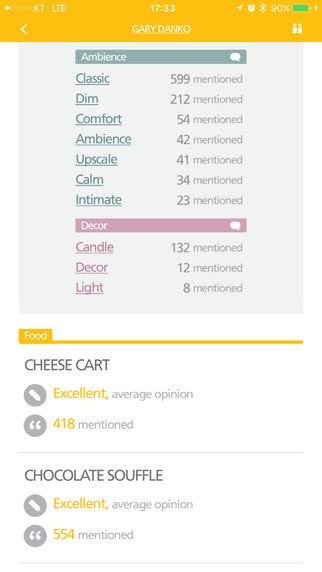 KT LTE 17:33 90%
GARY DANKO
Ambience
Classic 599 mentioned
Dim 212 mentioned
Comfort 54 mentioned
Ambience 42 mentioned
Upscale 41 mentioned
Calm 34 mentioned
Intimate 23 mentioned
Decor
Candle 132 mentioned
Decor 12 mentioned
Light 8 mentioned
Food
CHEESE CART
Excellent, average opinion
418 mentioned
CHOCOLATE SOUFFLE
Excellent, average opinion
554 mentioned